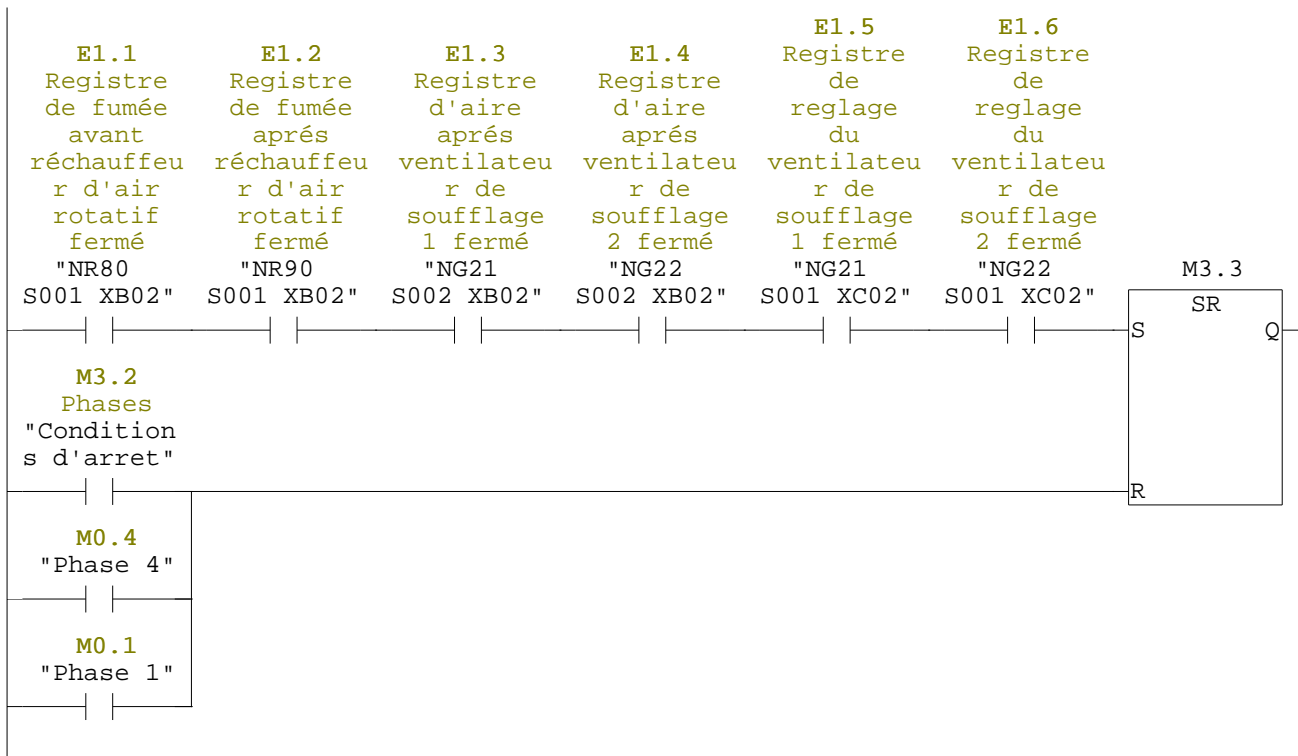 E1.1
Registre
de fumée
avant
réchauffeu
r d'air
rotatif
fermé
"NR80
S001 XB02"
E1.2
Registre
de fumée
aprés
réchauffeu
r d'air
rotatif
fermé
"NR90
S001 XB02"
E1.3
Registre
d'aire
aprés
ventilateu
r de
soufflage
1 fermé
"NG21
S002 XB02"
E1.4
Registre
d'aire
aprés
ventilateu
r de
soufflage
2 fermé
"NG22
S002 XB02"
E1.5
Registre
de
reglage
du
ventilateu
r de
soufflage
1 fermé
"NG21
S001 XC02"
E1.6
Registre
de
reglage
du
ventilateu
r de
soufflage
2 fermé
"NG22
S001 XC02"
M3.3
SR
S
Q
R
M3.2
Phases
"Condition
s d'arret"
M0.4
"Phase 4"
M0.1
"Phase 1"